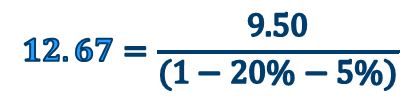 12.67 = 9.50 / (1 − 20% − 5%)